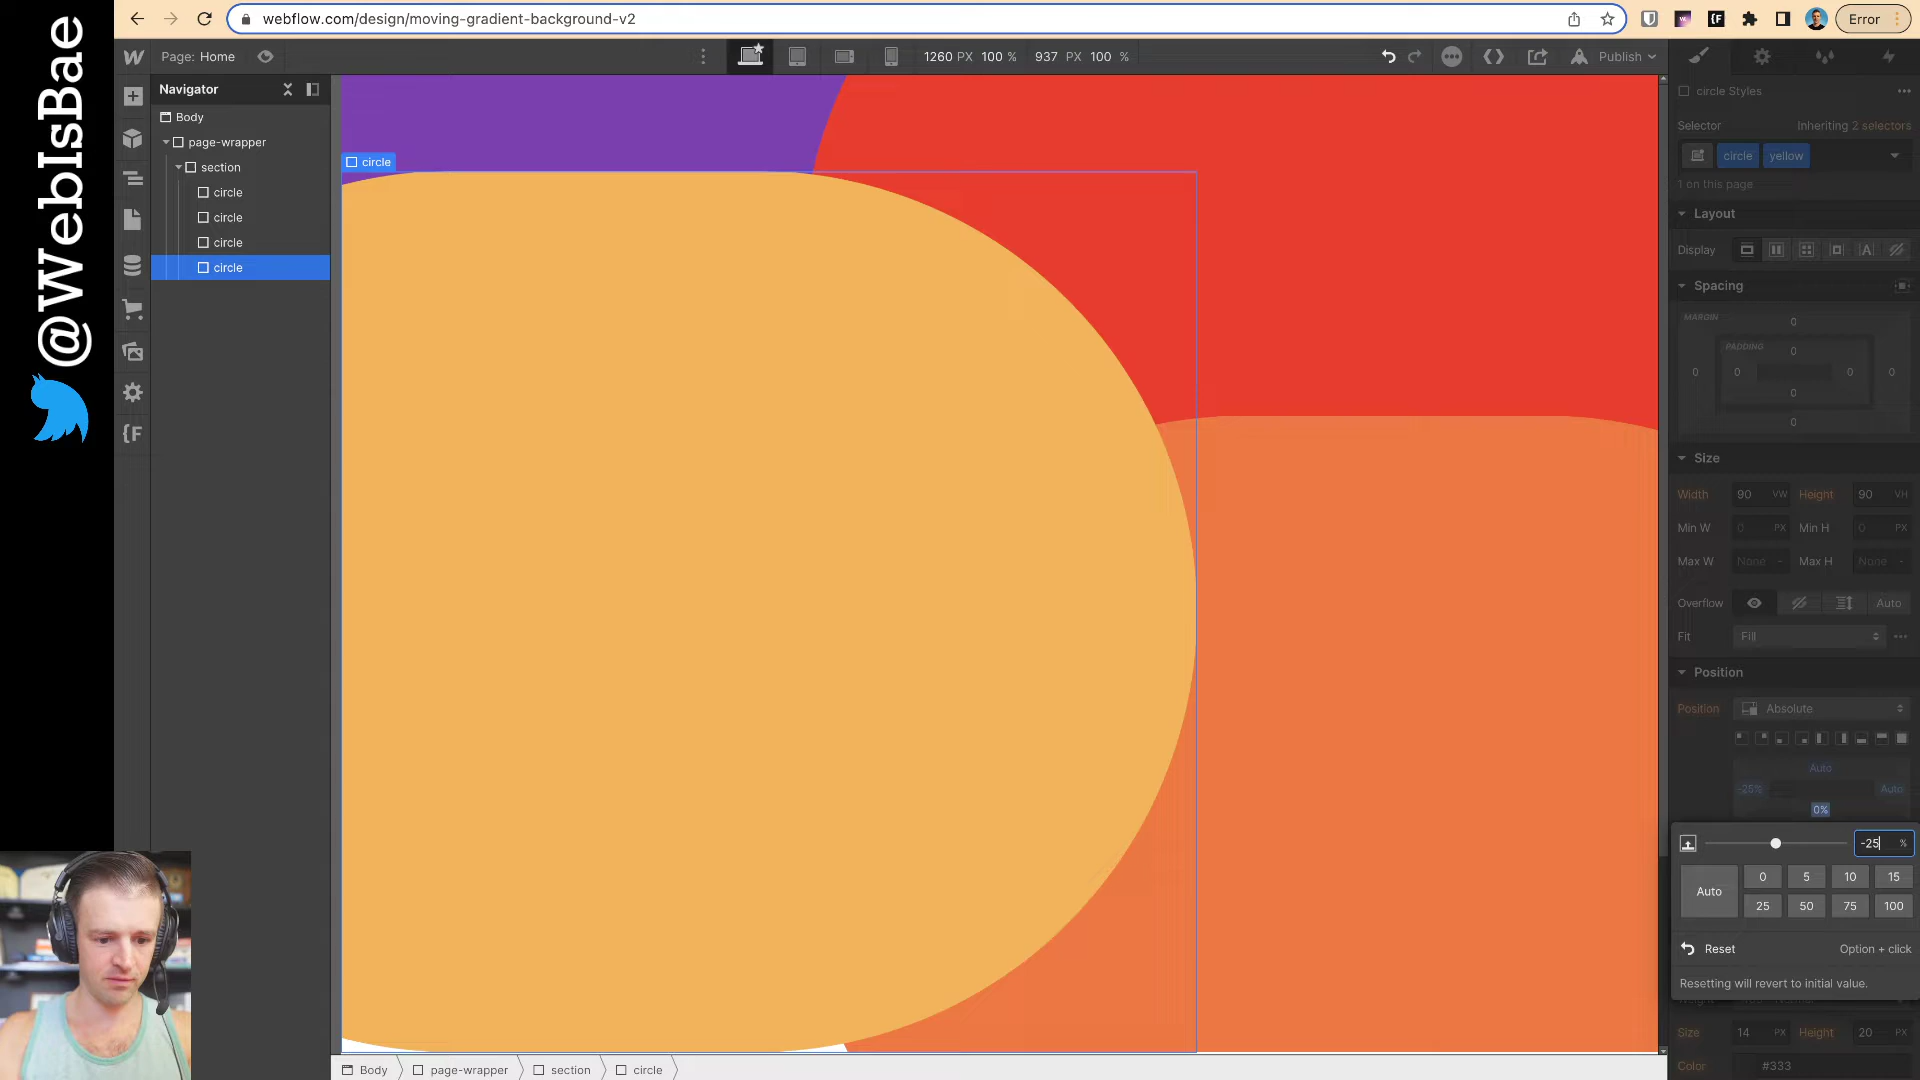 @WebIsBae
webflow.com/design/moving-gradient-background-v2
Error
Page: Home
1260 PX 100 % 937 PX 100 %
Publish
Navigator
Body
page-wrapper
section
circle
circle
circle
circle
circle
circle Styles
Selector
Inheriting 2 selectors
circle yellow
1 on this page
Layout
Display
Spacing
MARGIN
0
PADDING
0
0 0 0 0
0
0
Size
Width 90 VW Height 90 VH
Min W 0 PX Min H 0 PX
Max W None - Max H None -
Overflow Auto
Fit Fill
Position
Position Absolute
Auto
-25% Auto
0%
-25 %
Auto 0 5 10 15
25 50 75 100
Reset Option + click
Resetting will revert to initial value.
Size 14 PX Height 20 PX
Color #333
Body page-wrapper section circle